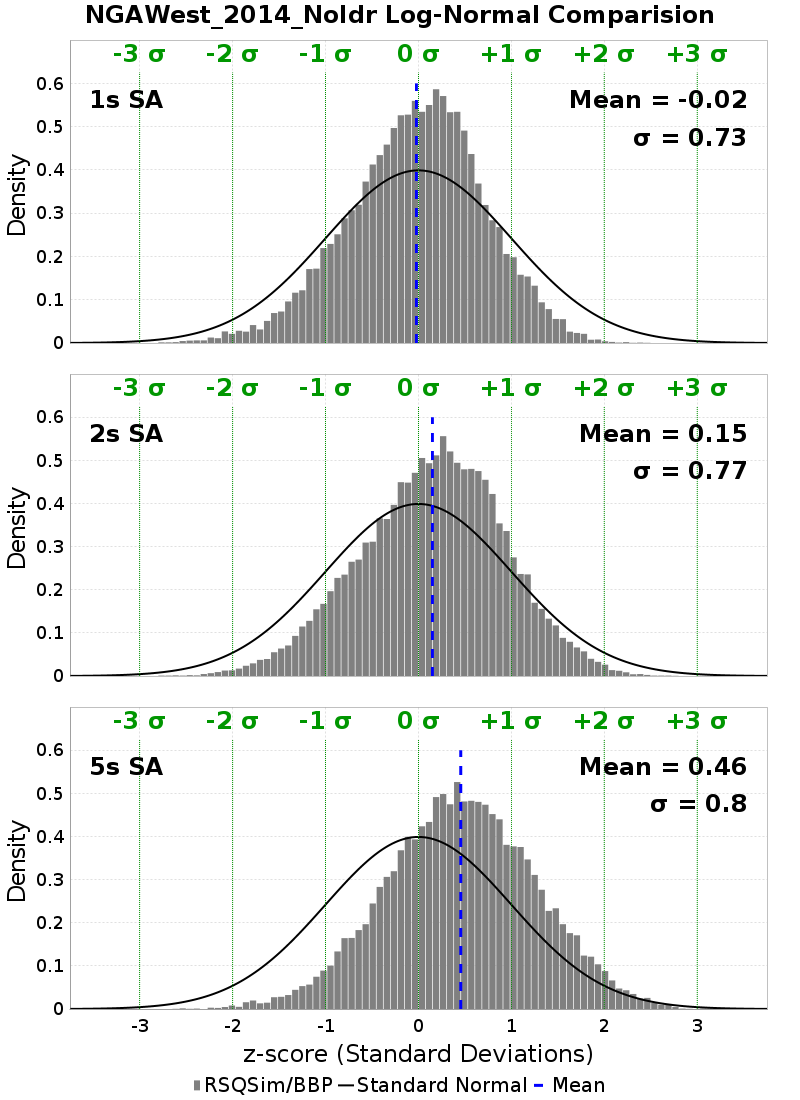 NGAWest_2014_NoIdr Log-Normal Comparision
-3 σ -2 σ -1 σ 0 σ +1 σ +2 σ +3 σ
0.6
1s SA Mean = -0.02
0.5
σ = 0.73
0.4
Density
0.3
0.2
0.1
0
-3 σ -2 σ -1 σ 0 σ +1 σ +2 σ +3 σ
0.6
2s SA Mean = 0.15
0.5
σ = 0.77
0.4
Density
0.3
0.2
0.1
0
-3 σ -2 σ -1 σ 0 σ +1 σ +2 σ +3 σ
0.6
5s SA Mean = 0.46
0.5
σ = 0.8
0.4
Density
0.3
0.2
0.1
0
-3 -2 -1 0 1 2 3
z-score (Standard Deviations)
RSQSim/BBP Standard Normal Mean